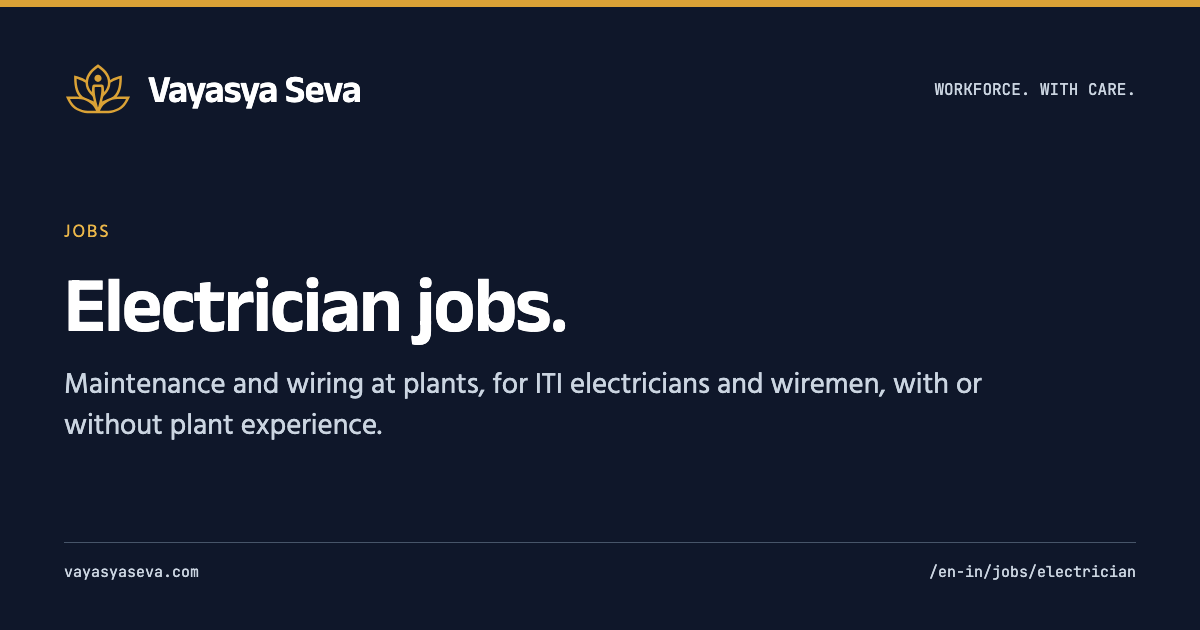 Vayasya Seva
WORKFORCE. WITH CARE.
JOBS
Electrician jobs.
Maintenance and wiring at plants, for ITI electricians and wiremen, with or
without plant experience.
vayasyaseva.com
/en-in/jobs/electrician